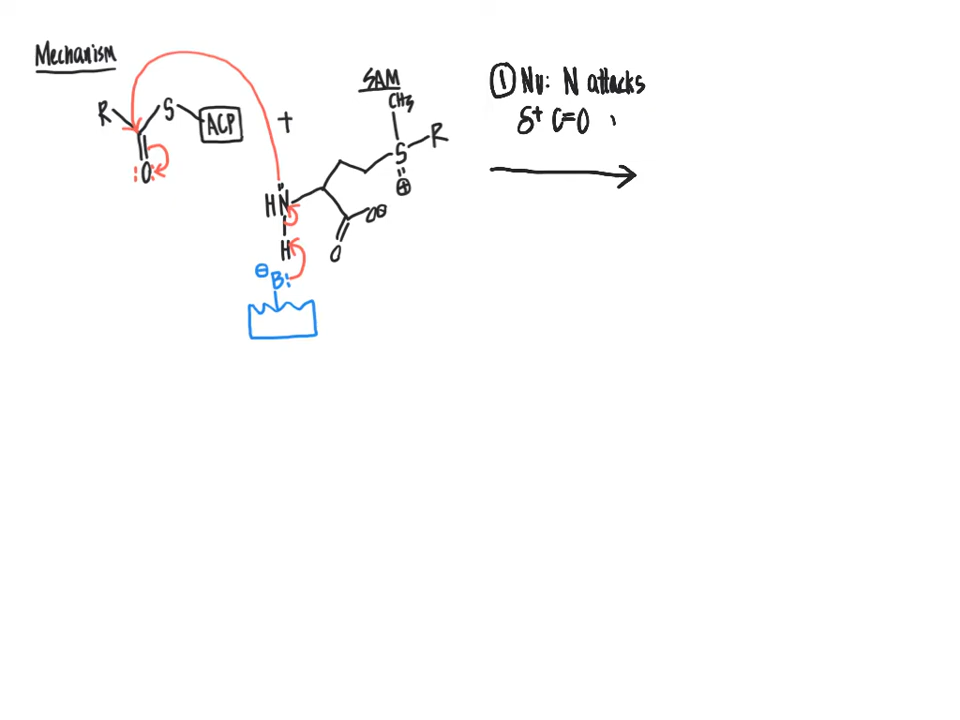 Mechanism
SAM
CH3
① Nu: N attacks
R S ACP +
δ+ C=O ,
S R
:O:
⊕
HN
O⊖
H
O
⊖ B: